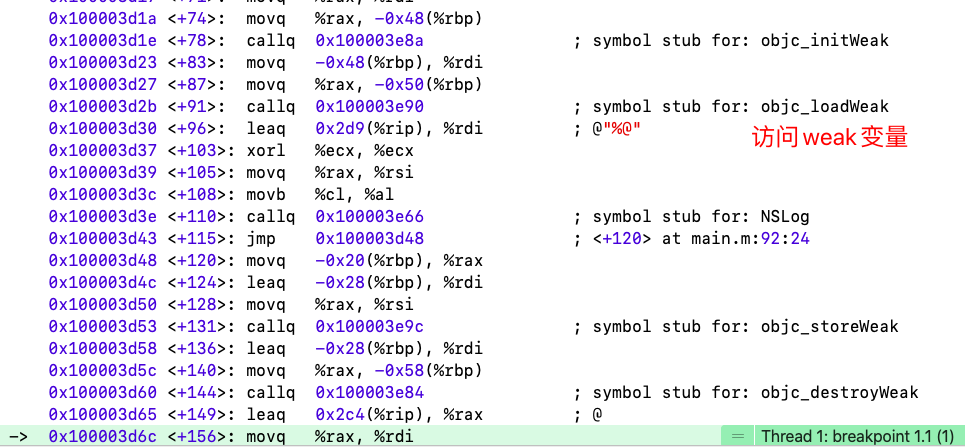 0x100003d1a <+74>: movq %rax, -0x48(%rbp)
0x100003d1e <+78>: callq 0x100003e8a ; symbol stub for: objc_initWeak
0x100003d23 <+83>: movq -0x48(%rbp), %rdi
0x100003d27 <+87>: movq %rax, -0x50(%rbp)
0x100003d2b <+91>: callq 0x100003e90 ; symbol stub for: objc_loadWeak
0x100003d30 <+96>: leaq 0x2d9(%rip), %rdi ; @"%@"
访问weak变量
0x100003d37 <+103>: xorl %ecx, %ecx
0x100003d39 <+105>: movq %rax, %rsi
0x100003d3c <+108>: movb %cl, %al
0x100003d3e <+110>: callq 0x100003e66 ; symbol stub for: NSLog
0x100003d43 <+115>: jmp 0x100003d48 ; <+120> at main.m:92:24
0x100003d48 <+120>: movq -0x20(%rbp), %rax
0x100003d4c <+124>: leaq -0x28(%rbp), %rdi
0x100003d50 <+128>: movq %rax, %rsi
0x100003d53 <+131>: callq 0x100003e9c ; symbol stub for: objc_storeWeak
0x100003d58 <+136>: leaq -0x28(%rbp), %rdi
0x100003d5c <+140>: movq %rax, -0x58(%rbp)
0x100003d60 <+144>: callq 0x100003e84 ; symbol stub for: objc_destroyWeak
0x100003d65 <+149>: leaq 0x2c4(%rip), %rax ; @
-> 0x100003d6c <+156>: movq %rax, %rdi = Thread 1: breakpoint 1.1 (1)